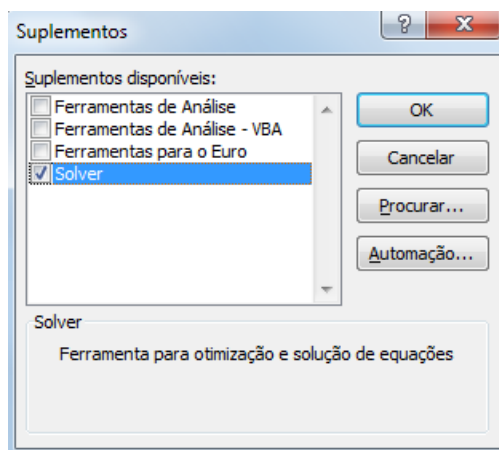 Suplementos
Suplementos disponíveis:
Ferramentas de Análise
Ferramentas de Análise - VBA
Ferramentas para o Euro
Solver
OK
Cancelar
Procurar...
Automação...
Solver
Ferramenta para otimização e solução de equações